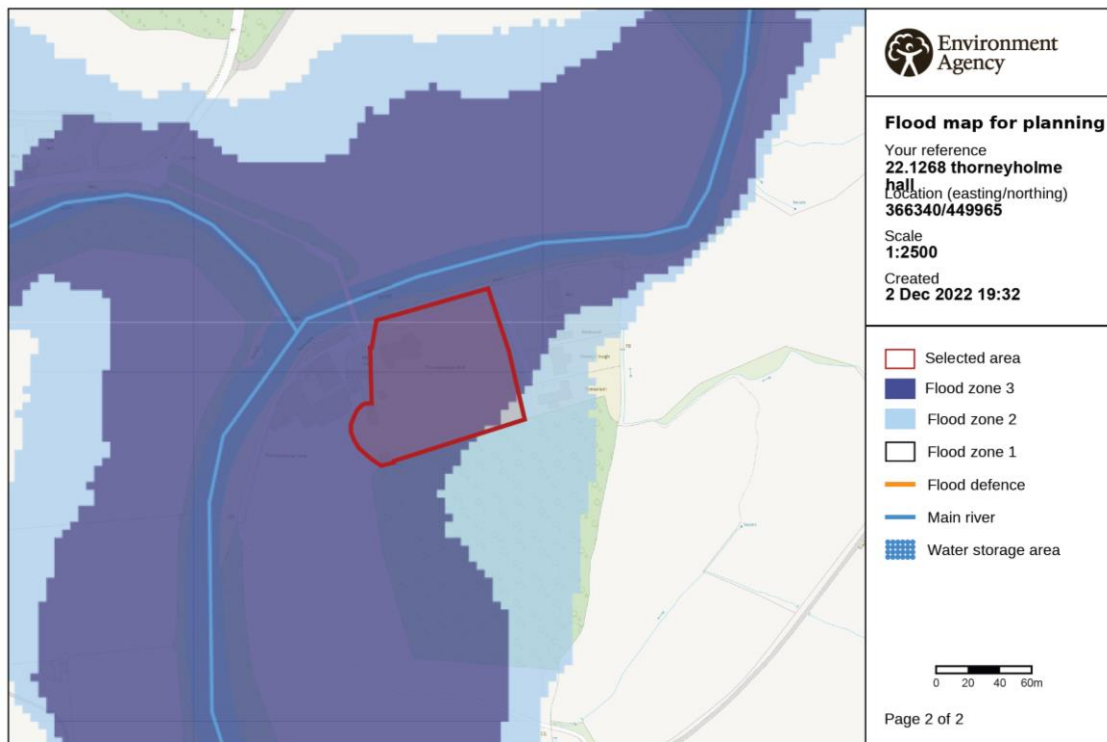 Environment
Agency
Flood map for planning
Your reference
22.1268 thorneyholme
hall
Location (easting/northing)
366340/449965
Scale
1:2500
Created
2 Dec 2022 19:32
Selected area
Flood zone 3
Flood zone 2
Flood zone 1
Flood defence
Main river
Water storage area
0 20 40 60m
Page 2 of 2